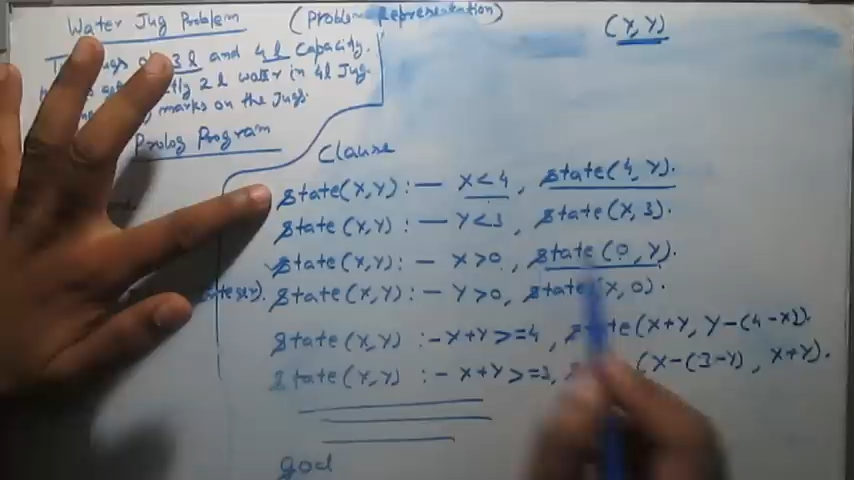 Water Jug Problem
(Problem Representation)
(X, Y)
3 l and 4 l Capacity.
2 l water in 4l Jug.
marks on the Jugs.
Prolog Program
Clause
state(X,Y) :- X<4, state(4, Y).
state(X,Y) :- Y<3, state(X, 3).
state(X,Y) :- X>0, state(0, Y).
state(X,Y) :- Y>0, state(X, 0).
state(X,Y) :- X+Y>=4, state(X+Y, Y-(4-X)).
state(X,Y) :- X+Y>=3, (X-(3-Y), X+Y).
goal